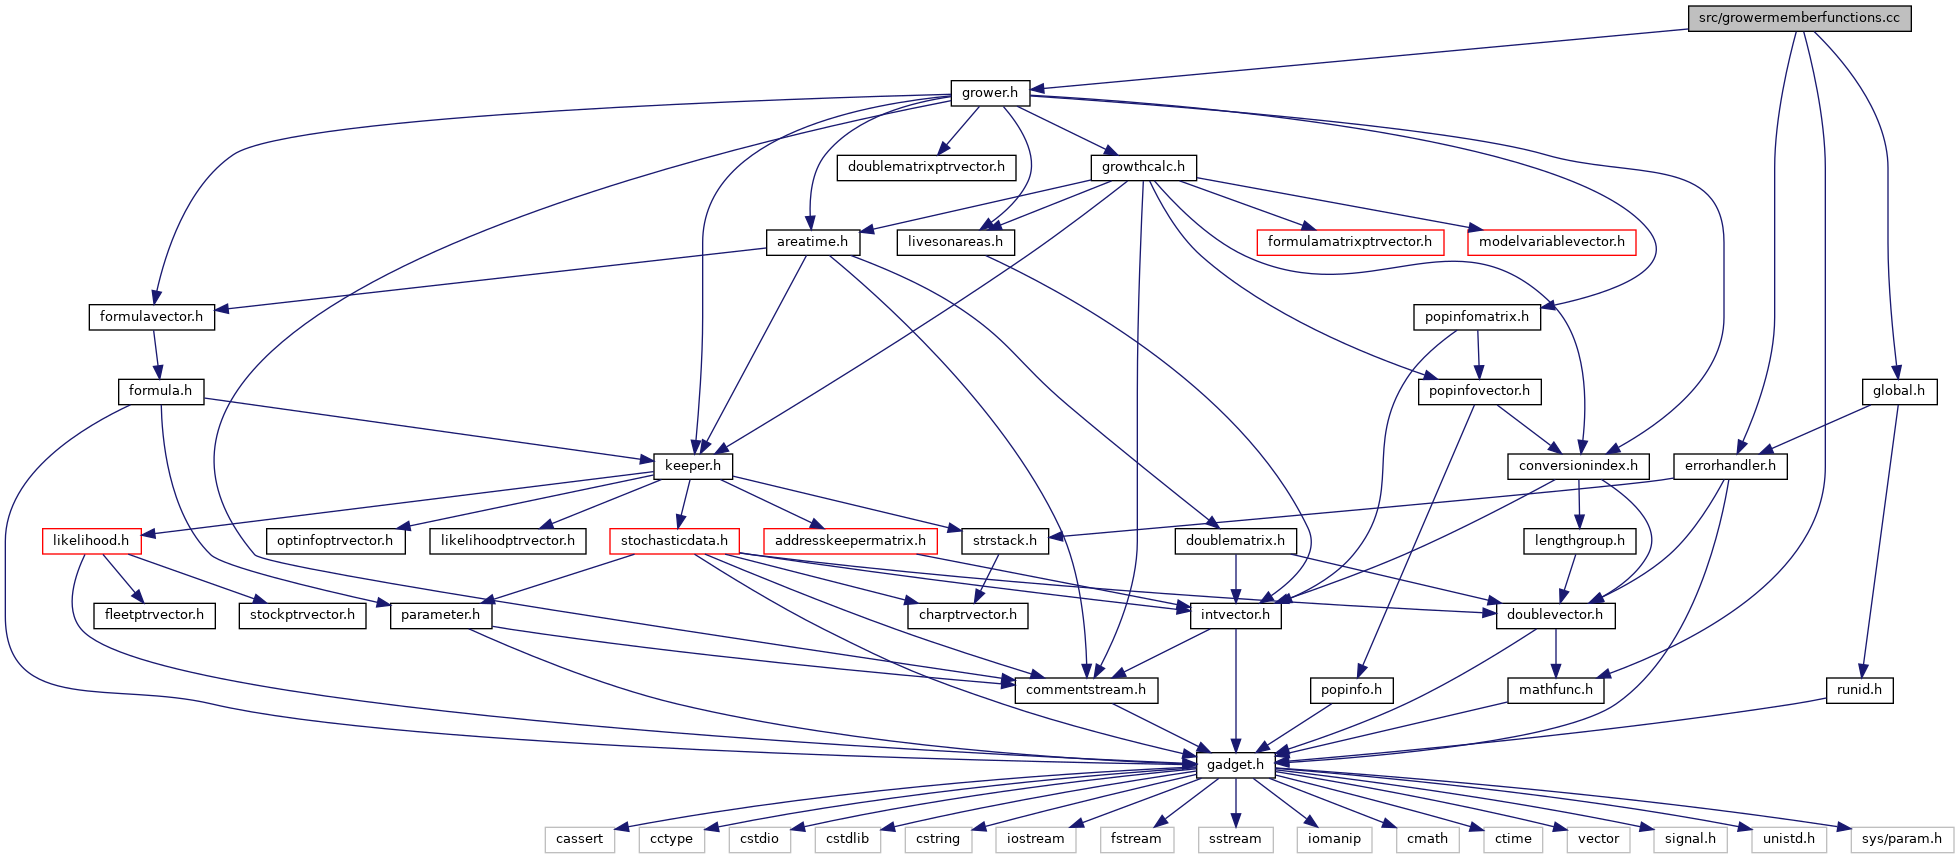 src/growermemberfunctions.cc
grower.h
doublematrixptrvector.h
growthcalc.h
areatime.h
livesonareas.h
formulamatrixptrvector.h
modelvariablevector.h
formulavector.h
popinfomatrix.h
formula.h
popinfovector.h
global.h
keeper.h
conversionindex.h
errorhandler.h
likelihood.h
optinfoptrvector.h
likelihoodptrvector.h
stochasticdata.h
addresskeepermatrix.h
strstack.h
doublematrix.h
lengthgroup.h
fleetptrvector.h
stockptrvector.h
parameter.h
charptrvector.h
intvector.h
doublevector.h
commentstream.h
popinfo.h
mathfunc.h
runid.h
gadget.h
cassert
cctype
cstdio
cstdlib
cstring
iostream
fstream
sstream
iomanip
cmath
ctime
vector
signal.h
unistd.h
sys/param.h